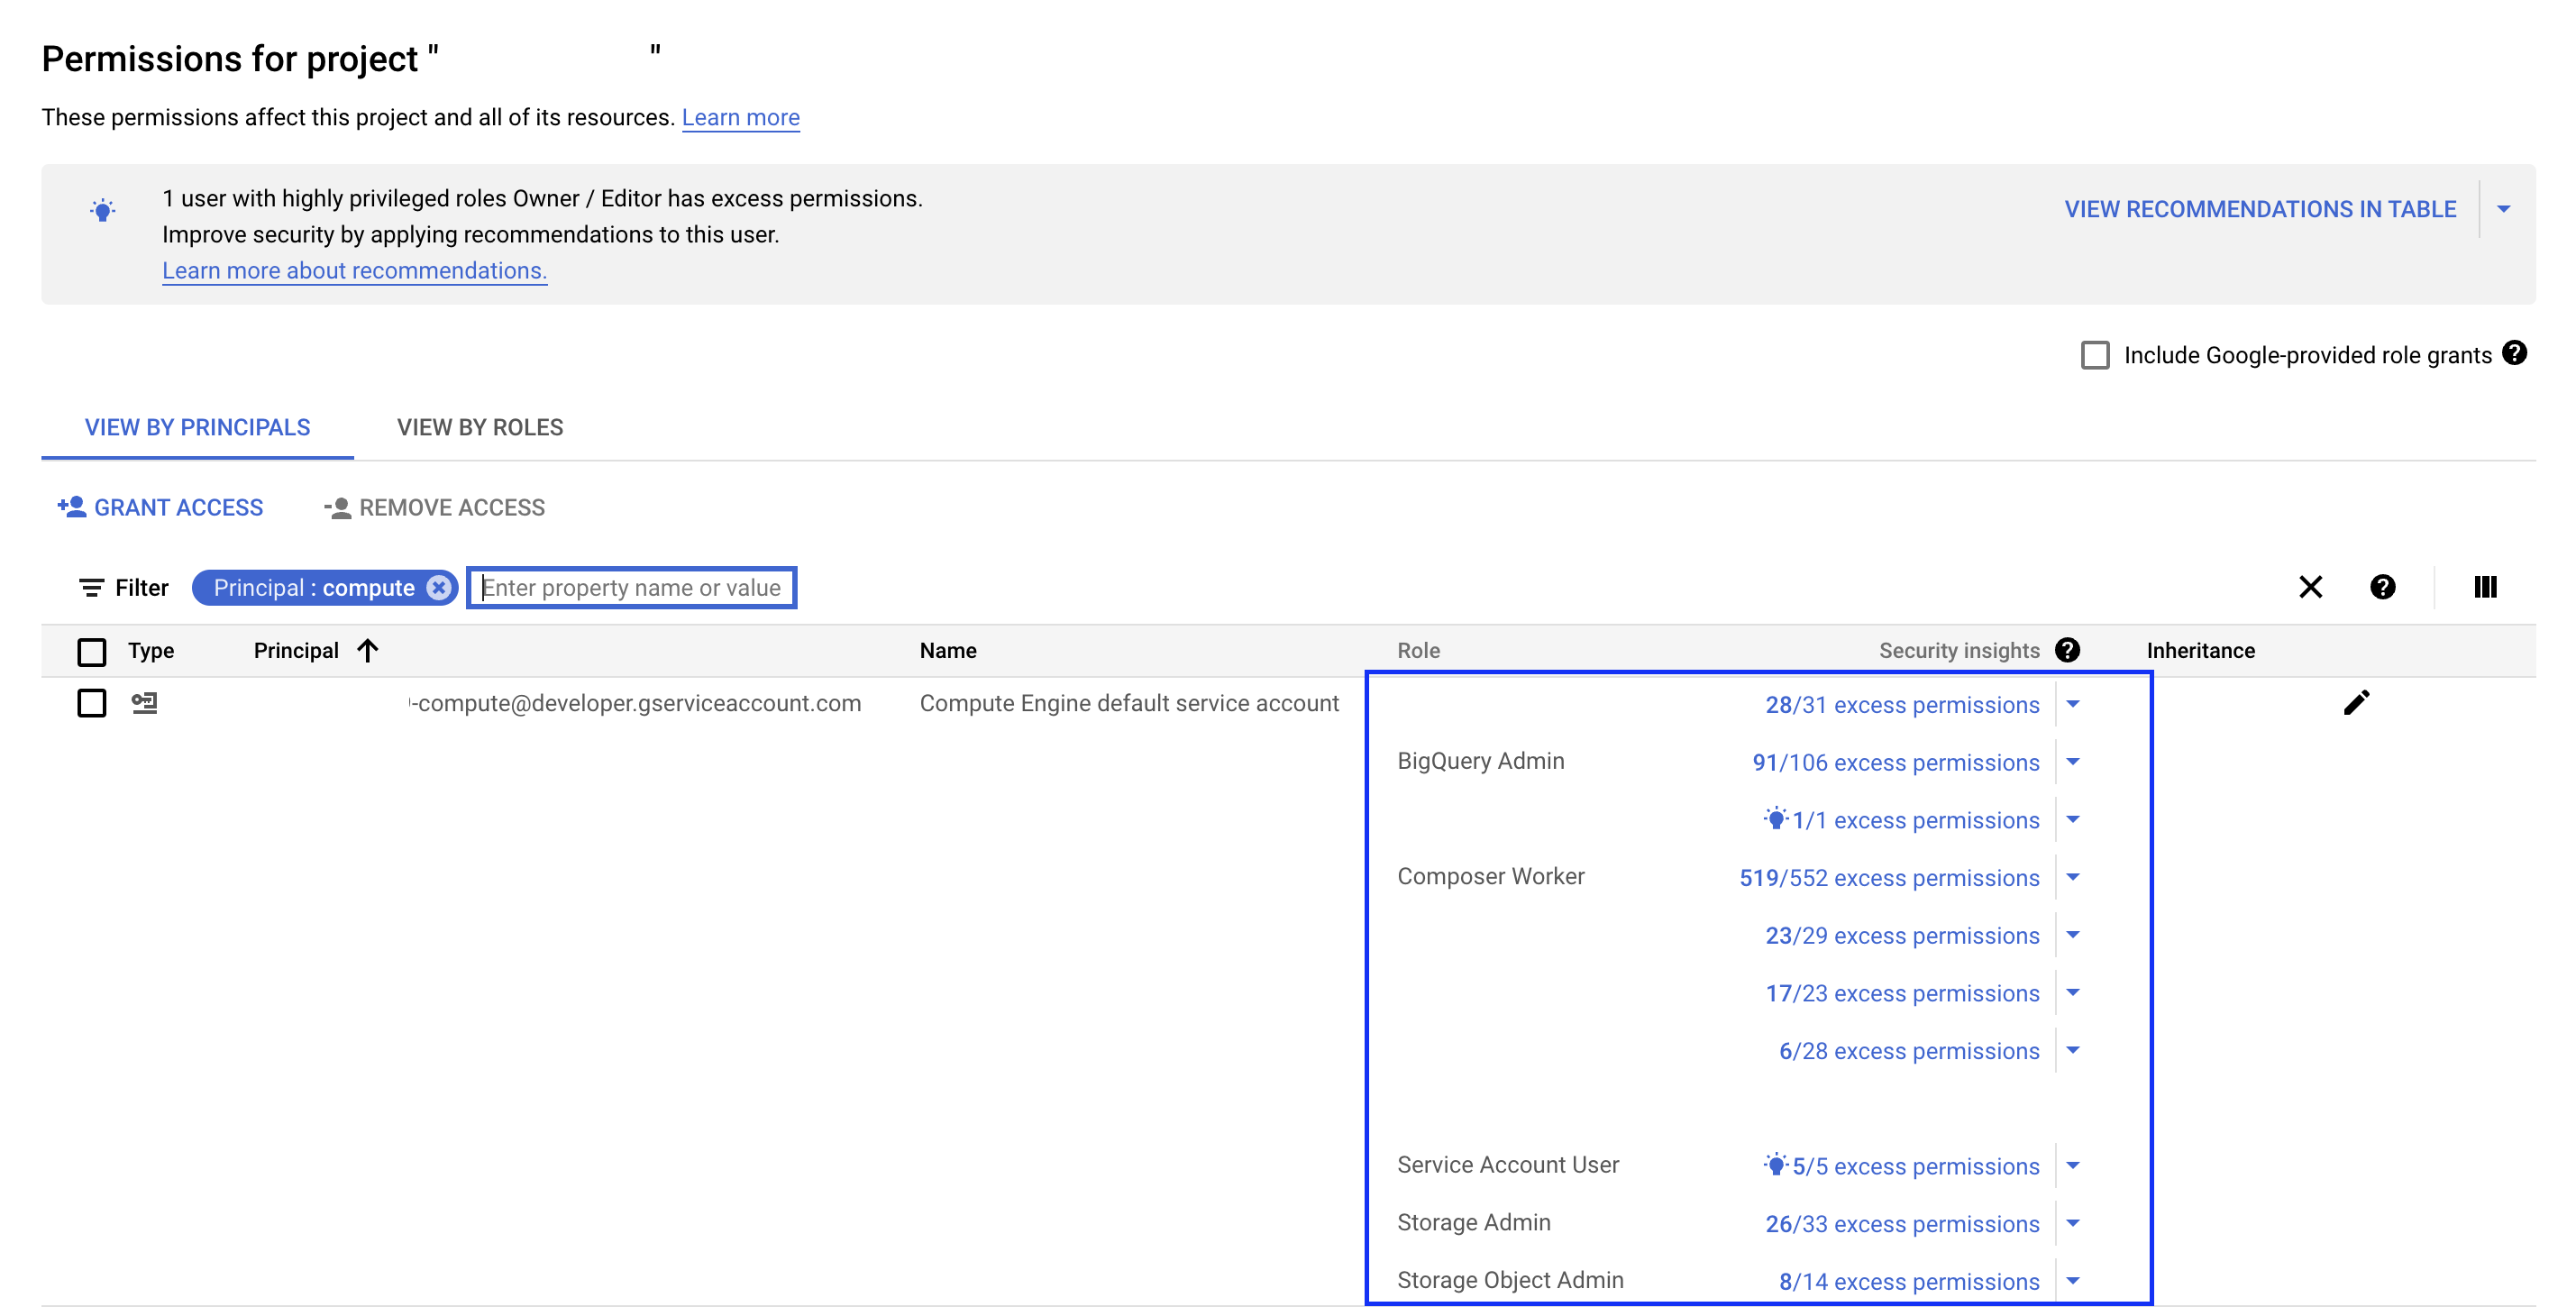 Permissions for project " "
These permissions affect this project and all of its resources. Learn more
1 user with highly privileged roles Owner / Editor has excess permissions.
Improve security by applying recommendations to this user.
Learn more about recommendations.
VIEW RECOMMENDATIONS IN TABLE
Include Google-provided role grants
VIEW BY PRINCIPALS VIEW BY ROLES
GRANT ACCESS REMOVE ACCESS
Filter Principal : compute Enter property name or value
Type Principal Name Role Security insights Inheritance
-compute@developer.gserviceaccount.com Compute Engine default service account 28/31 excess permissions
BigQuery Admin 91/106 excess permissions
1/1 excess permissions
Composer Worker 519/552 excess permissions
23/29 excess permissions
17/23 excess permissions
6/28 excess permissions
Service Account User 5/5 excess permissions
Storage Admin 26/33 excess permissions
Storage Object Admin 8/14 excess permissions